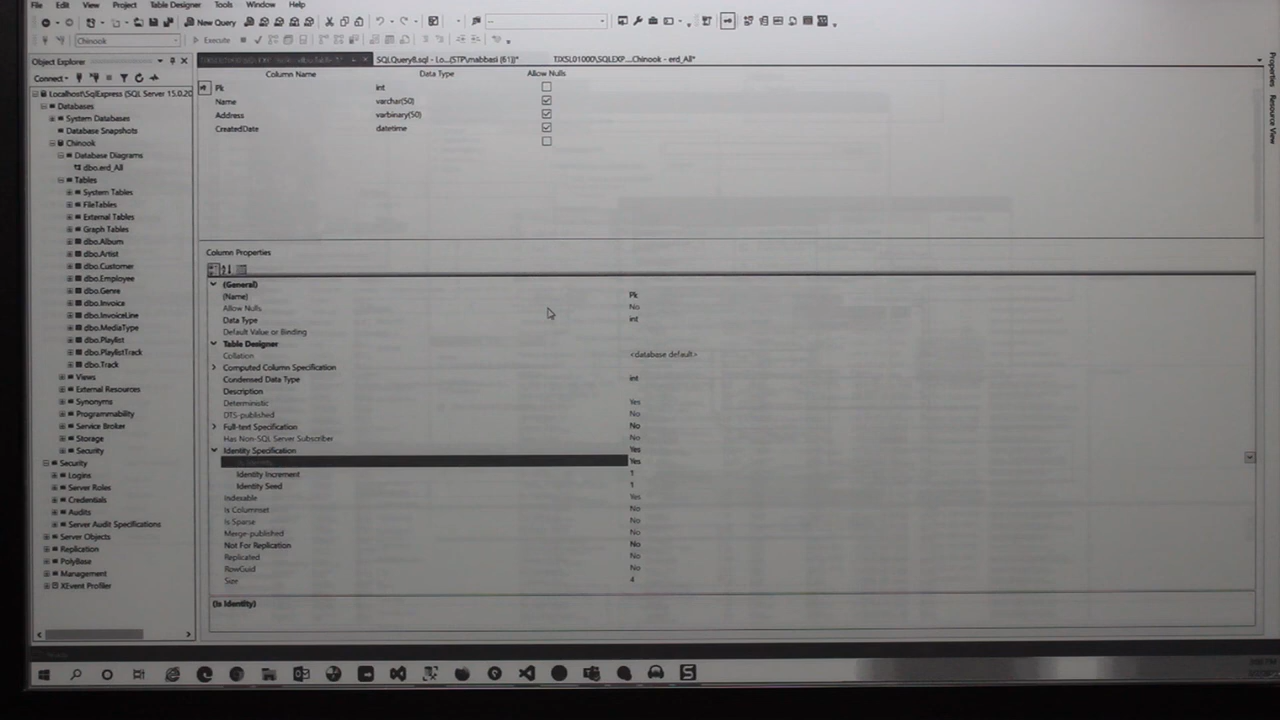 File Edit View Project Table Designer Tools Window Help
New Query
Chinook Execute
Object Explorer
SQLQuery8.sql - Lo...(STP\mabbasi (61))*
TIXSL01000\SQLEXP...Chinook - erd_All*
Properties
Resource View
Column Name Data Type Allow Nulls
Pk int
Name varchar(50)
Address varbinary(50)
CreatedDate datetime
Connect
Localhost\SqlExpress (SQL Server 15.0.20
Databases
System Databases
Database Snapshots
Chinook
Database Diagrams
dbo.erd_All
Tables
System Tables
FileTables
External Tables
Graph Tables
dbo.Album
dbo.Artist
dbo.Customer
dbo.Employee
dbo.Genre
dbo.Invoice
dbo.InvoiceLine
dbo.MediaType
dbo.Playlist
dbo.PlaylistTrack
dbo.Track
Views
External Resources
Synonyms
Programmability
Service Broker
Storage
Security
Security
Logins
Server Roles
Credentials
Audits
Server Audit Specifications
Server Objects
Replication
PolyBase
Management
XEvent Profiler
Column Properties
(General)
(Name) Pk
Allow Nulls No
Data Type int
Default Value or Binding
Table Designer
Collation <database default>
Computed Column Specification
Condensed Data Type int
Description
Deterministic Yes
DTS-published No
Full-text Specification No
Has Non-SQL Server Subscriber No
Identity Specification Yes
Yes
Identity Increment 1
Identity Seed 1
Indexable Yes
Is Columnset No
Is Sparse No
Merge-published No
Not For Replication No
Replicated No
RowGuid No
Size 4
(Is Identity)